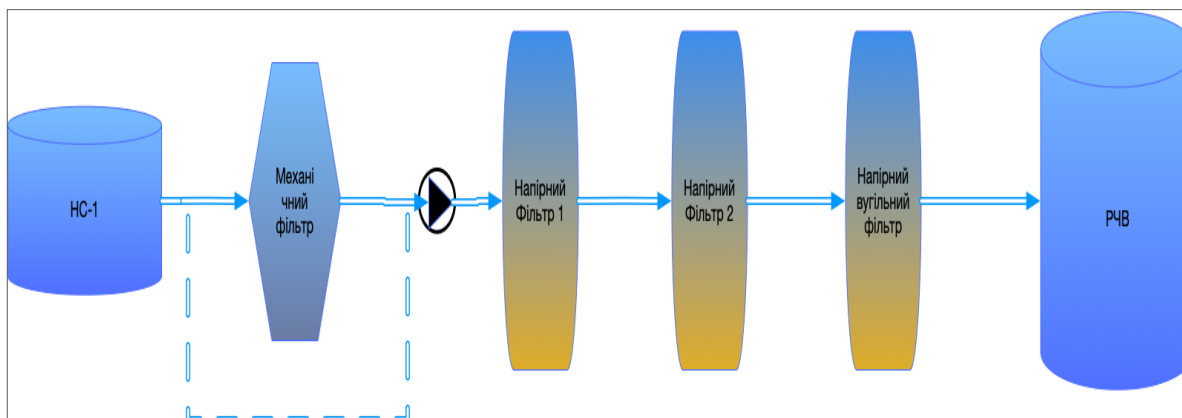 НС-1
Механі
чний
фільтр
Напірний
Фільтр 1
Напірний
Фільтр 2
Напірний
вугільний
фільтр
РЧВ